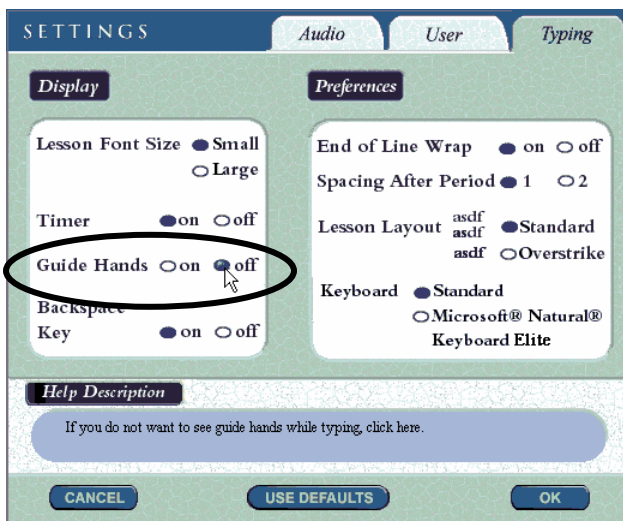 SETTINGS
Audio
User
Typing
Display
Lesson Font Size Small
Large
Timer on off
Guide Hands on off
Backspace
Key on off
Preferences
End of Line Wrap on off
Spacing After Period 1 2
Lesson Layout asdf asdf Standard
asdf Overstrike
Keyboard Standard
Microsoft® Natural®
Keyboard Elite
Help Description
If you do not want to see guide hands while typing, click here.
CANCEL
USE DEFAULTS
OK